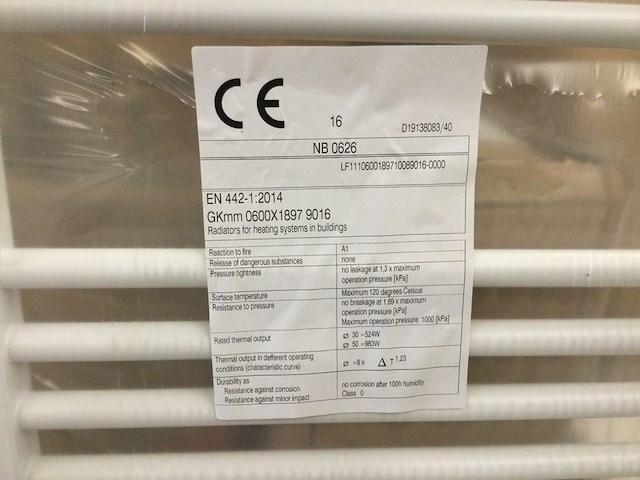 CE
16
D19138083/40
NB 0626
LF1110600189710089016-0000
EN 442-1:2014
GKmm 0600X1897 9016
Radiators for heating systems in buildings
Reaction to fire A1
Release of dangerous substances none
Pressure tightness no leakage at 1,3 x maximum
operation pressure [kPa]
Surface temperature Maximum 120 degrees Celsius
Resistance to pressure no breakage at 1,69 x maximum
operation pressure [kPa]
Maximum operation pressure: 1000 [kPa]
Rated thermal output ⌀ 30 =524W
⌀ 50 =983W
Thermal output in defferent operating
conditions (characteristic curve) ⌀ =8 x Δ T 1,23
Durability as
Resistance against corrosion no corrosion after 100h humidity
Resistance against minor impact Class 0